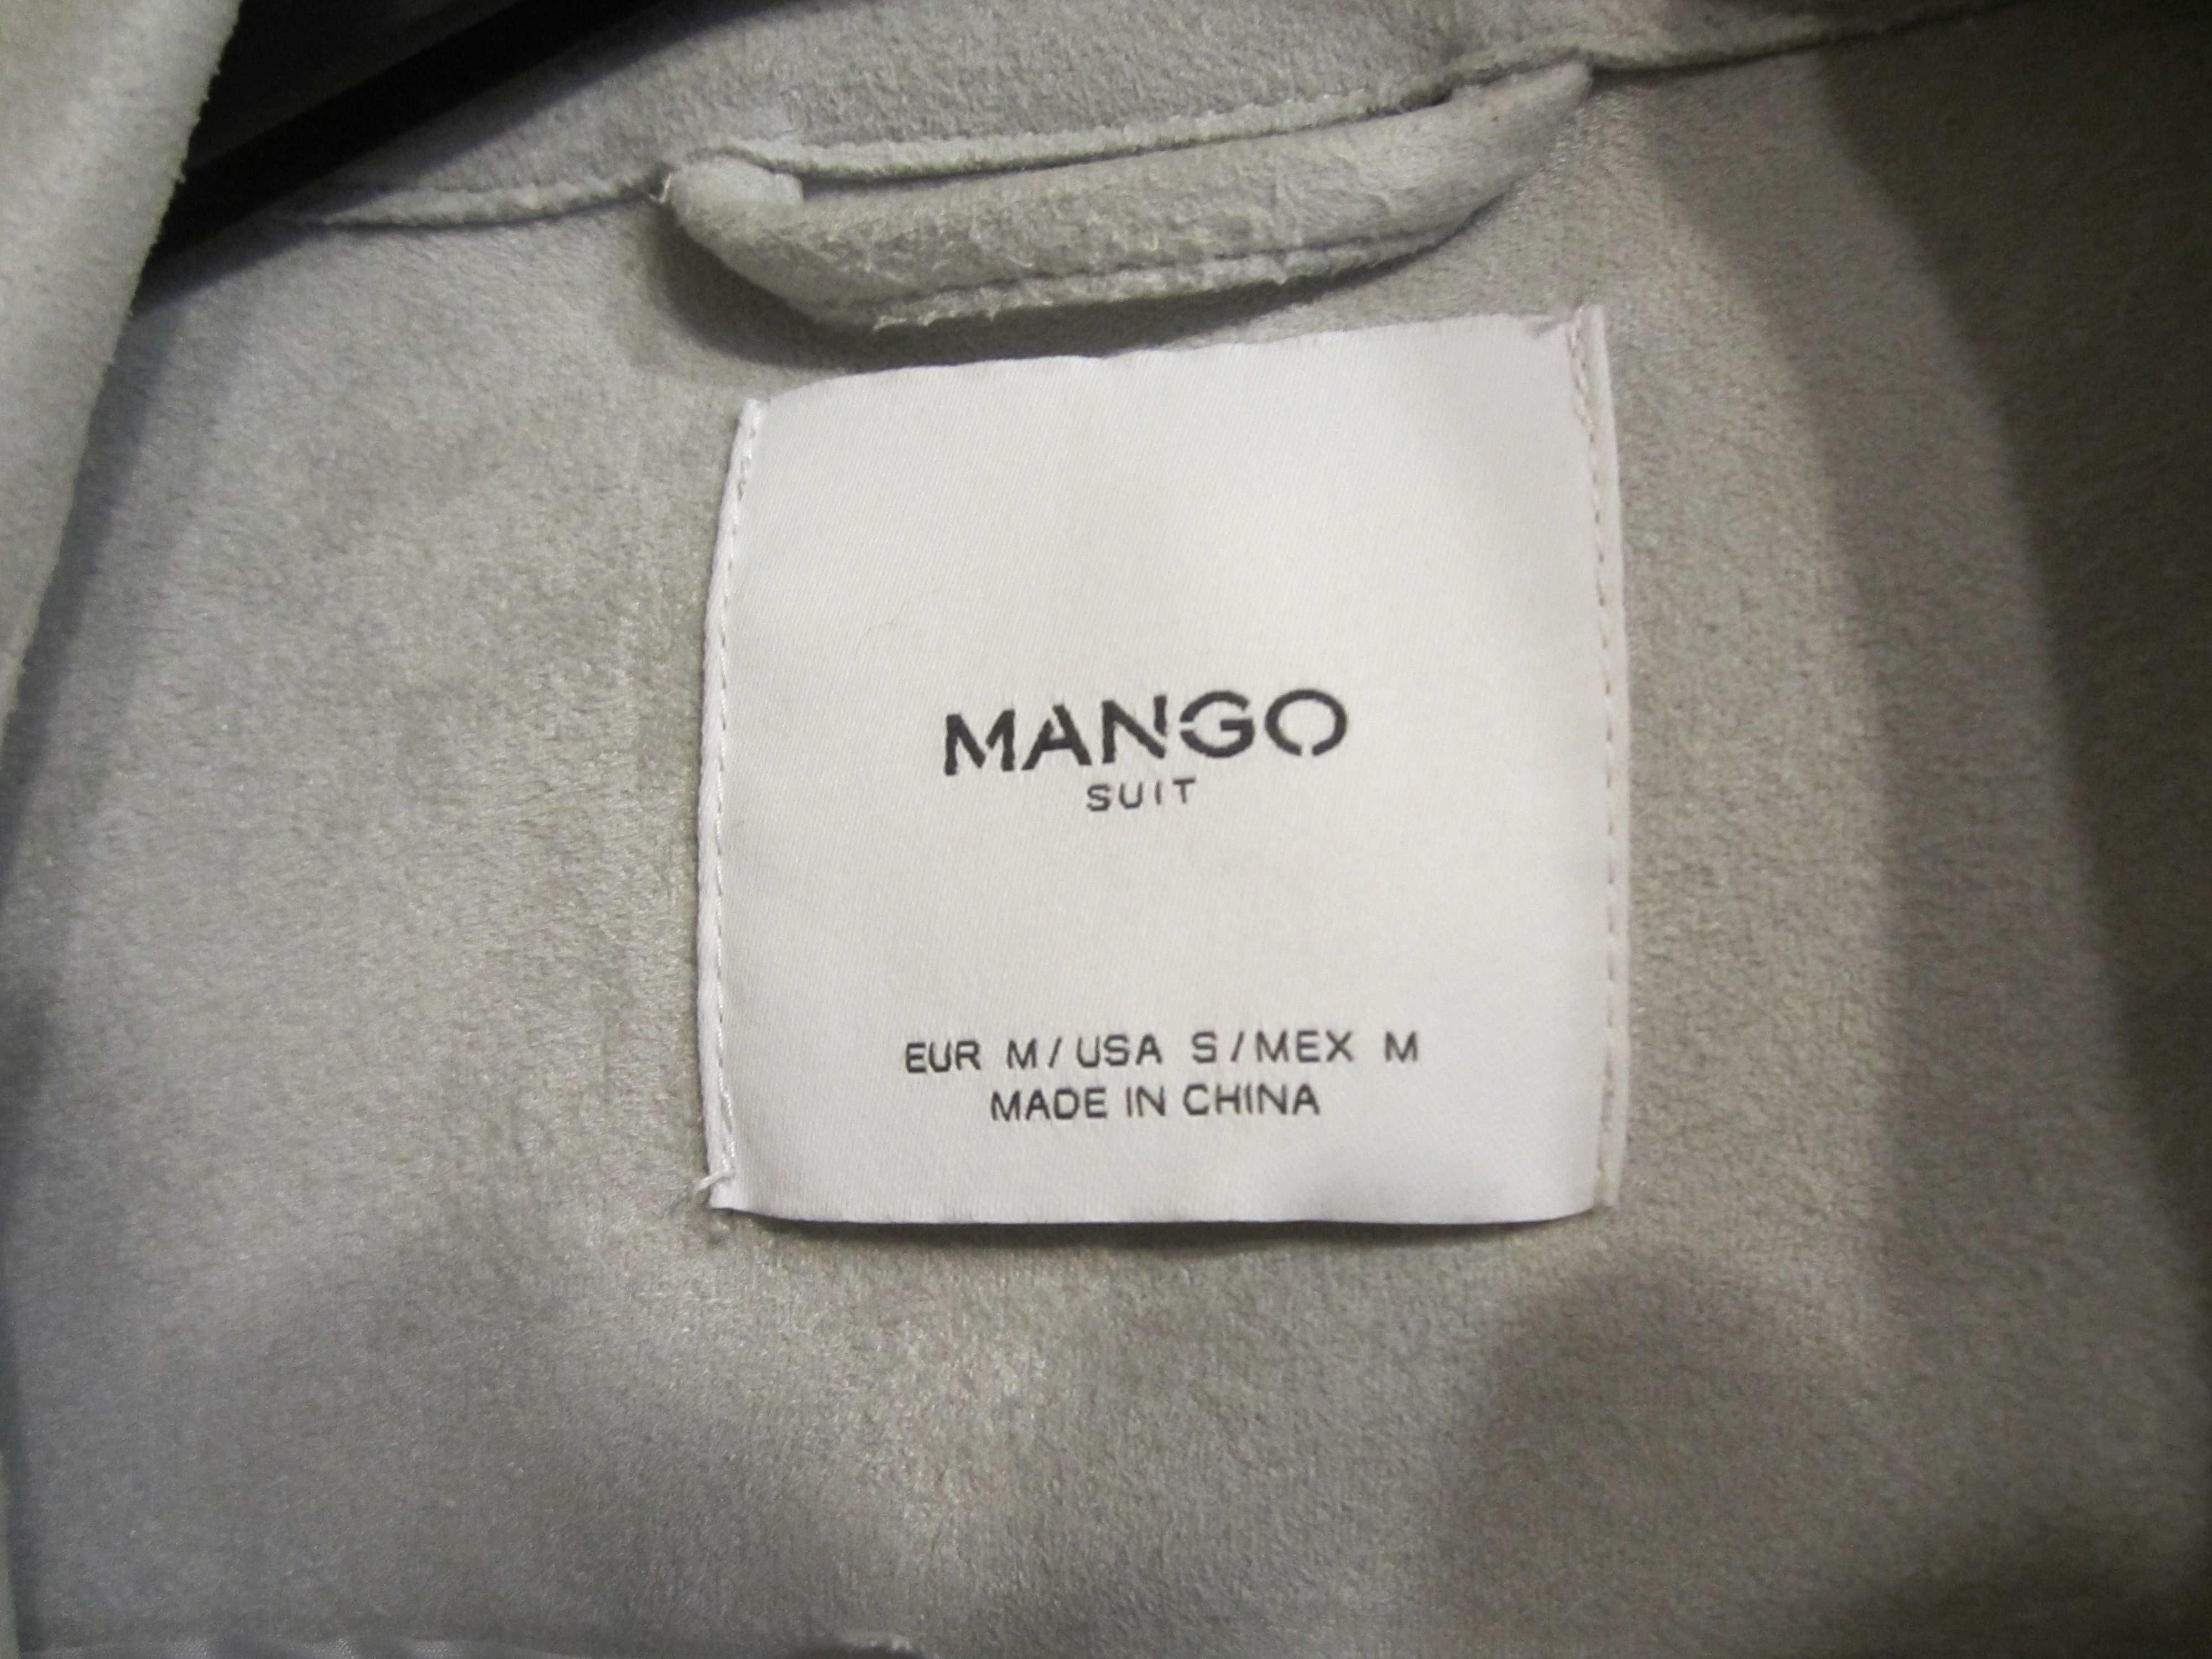 MANGO
SUIT
EUR M/USA S/MEX M
MADE IN CHINA